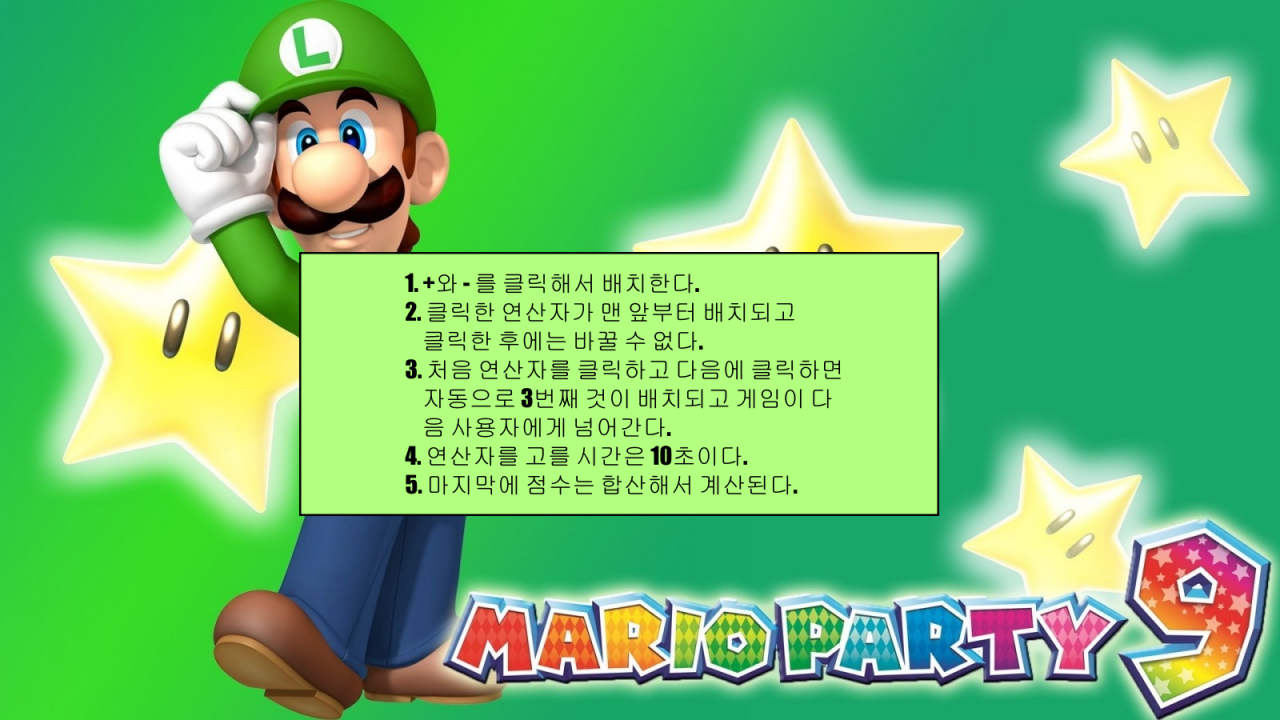 L
1. +와 - 를 클릭해서 배치한다.
2. 클릭한 연산자가 맨 앞부터 배치되고
클릭한 후에는 바꿀 수 없다.
3. 처음 연산자를 클릭하고 다음에 클릭하면
자동으로 3번째 것이 배치되고 게임이 다
음 사용자에게 넘어간다.
4. 연산자를 고를 시간은 10초이다.
5. 마지막에 점수는 합산해서 계산된다.
MARIO PARTY 9